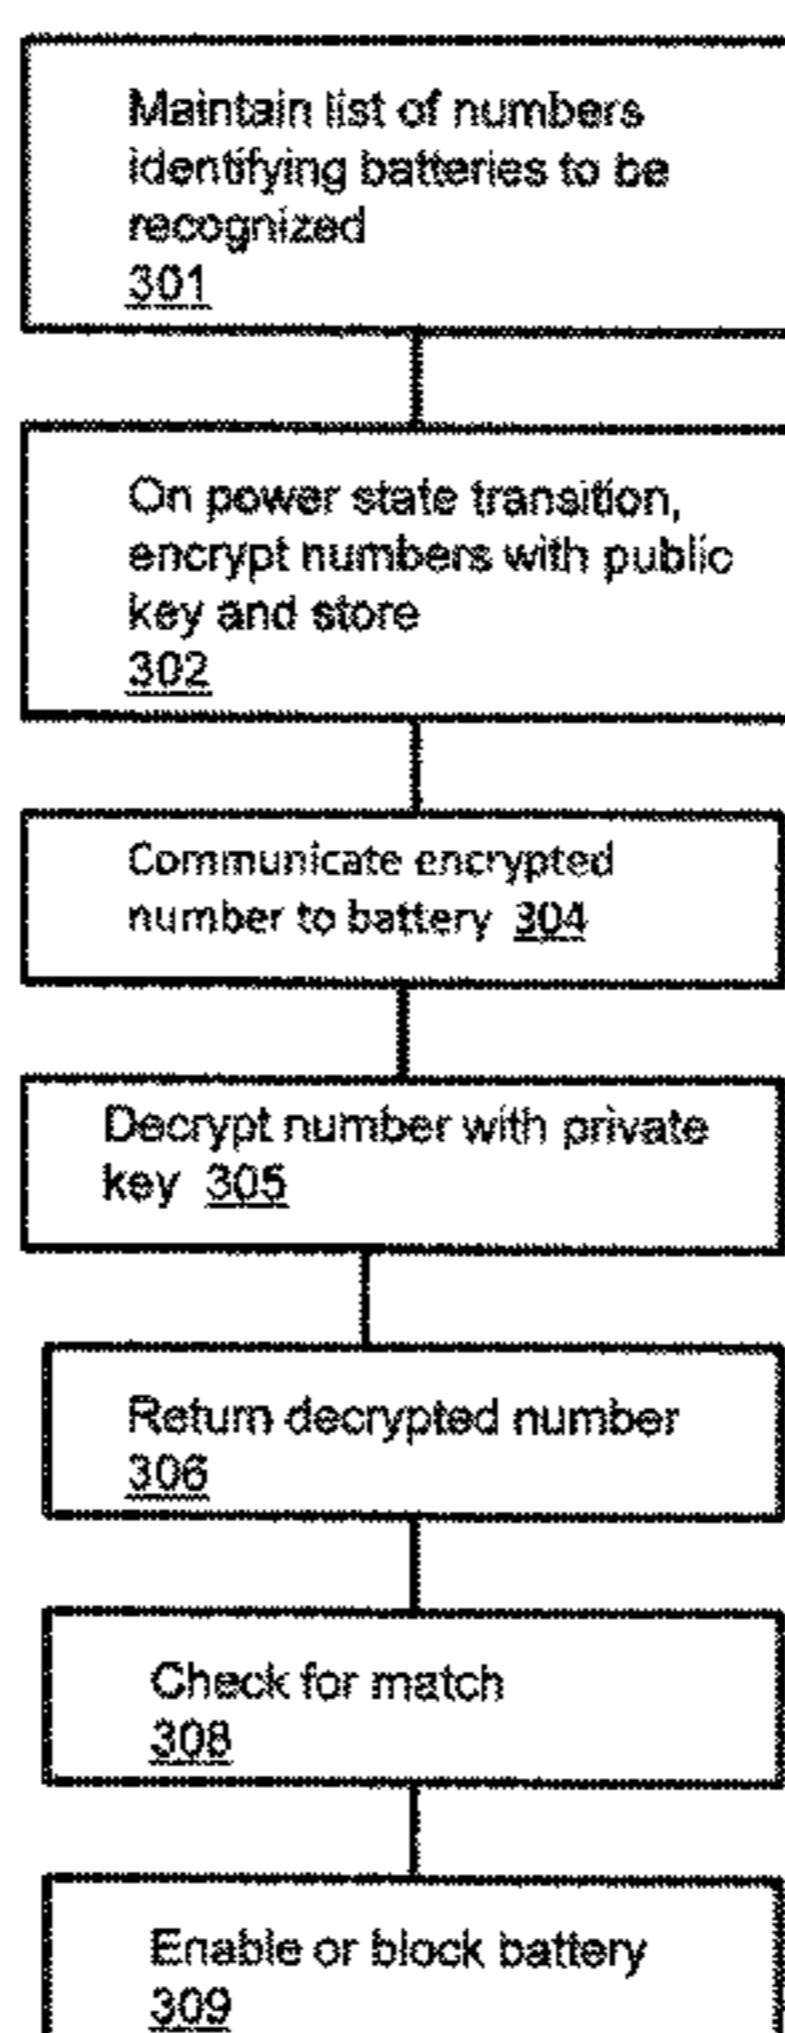 Maintain list of numbers
identifying batteries to be
recognized
301
On power state transition,
encrypt numbers with public
key and store
302
Communicate encrypted
number to battery 304
Decrypt number with private
key 305
Return decrypted number
306
Check for match
308
Enable or block battery
309